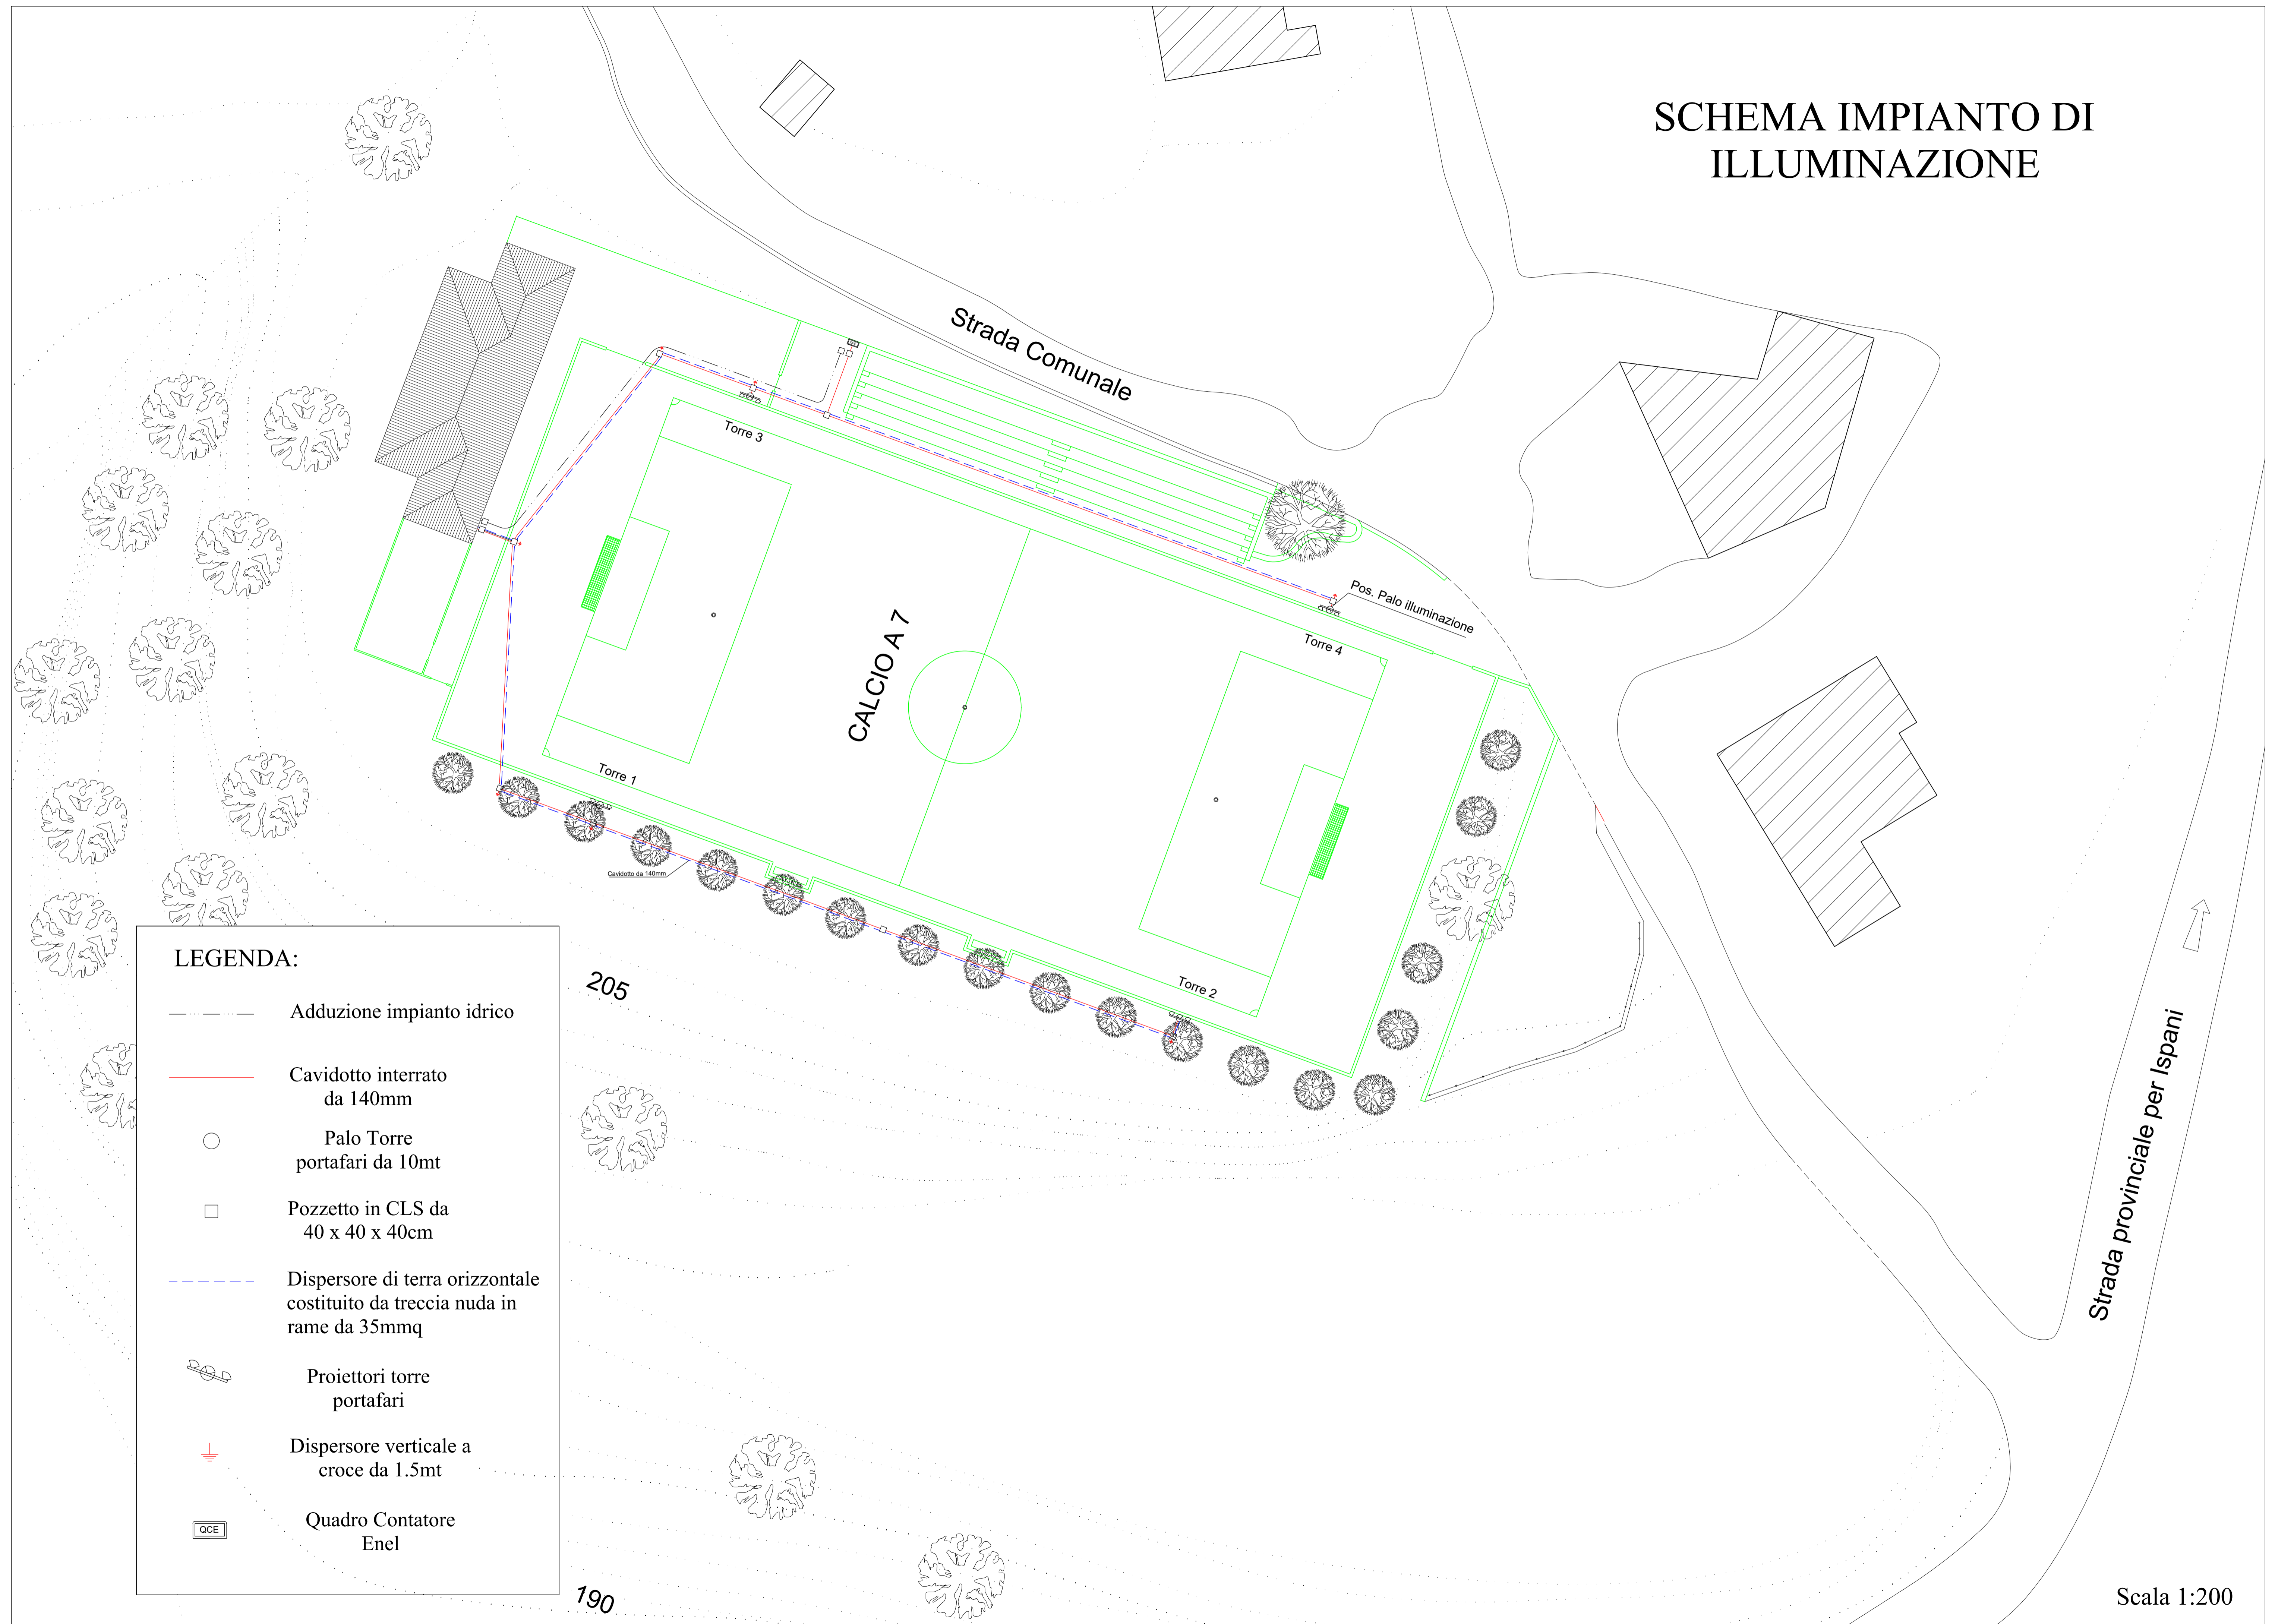 SCHEMA IMPIANTO DI
ILLUMINAZIONE
Strada Comunale
Torre 3
Pos. Palo illuminazione
Torre 4
CALCIO A 7
Torre 1
Cavidotto da 140mm
Torre 2
205
LEGENDA:
Adduzione impianto idrico
Cavidotto interrato
da 140mm
Palo Torre
portafari da 10mt
Pozzetto in CLS da
40 x 40 x 40cm
Dispersore di terra orizzontale
costituito da treccia nuda in
rame da 35mmq
Proiettori torre
portafari
Dispersore verticale a
croce da 1.5mt
QCE
Quadro Contatore
Enel
190
Strada provinciale per Ispani
Scala 1:200